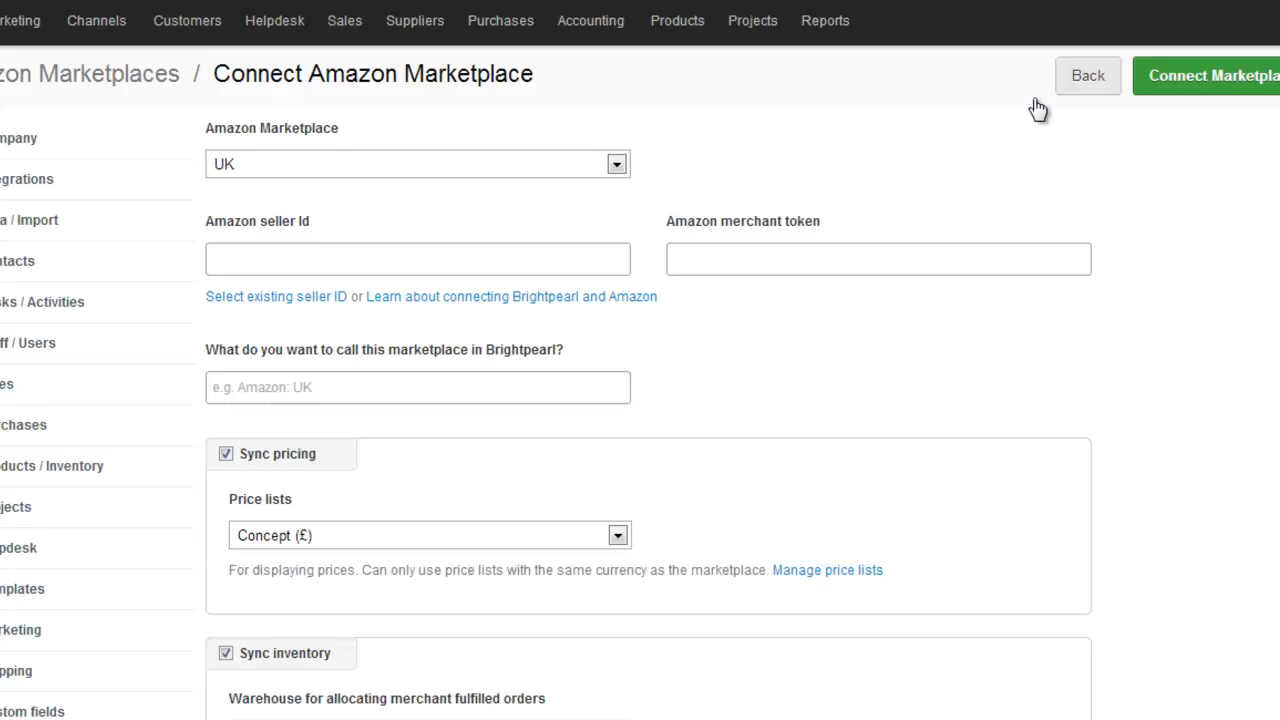 rketing Channels Customers Helpdesk Sales Suppliers Purchases Accounting Products Projects Reports
zon Marketplaces / Connect Amazon Marketplace
Back
Connect Marketpla
mpany
egrations
a / Import
ntacts
ks / Activities
ff / Users
es
rchases
ducts / Inventory
jects
pdesk
mplates
rketing
pping
stom fields
Amazon Marketplace
UK
Amazon seller Id
Amazon merchant token
Select existing seller ID or Learn about connecting Brightpearl and Amazon
What do you want to call this marketplace in Brightpearl?
e.g. Amazon: UK
Sync pricing
Price lists
Concept (£)
For displaying prices. Can only use price lists with the same currency as the marketplace. Manage price lists
Sync inventory
Warehouse for allocating merchant fulfilled orders